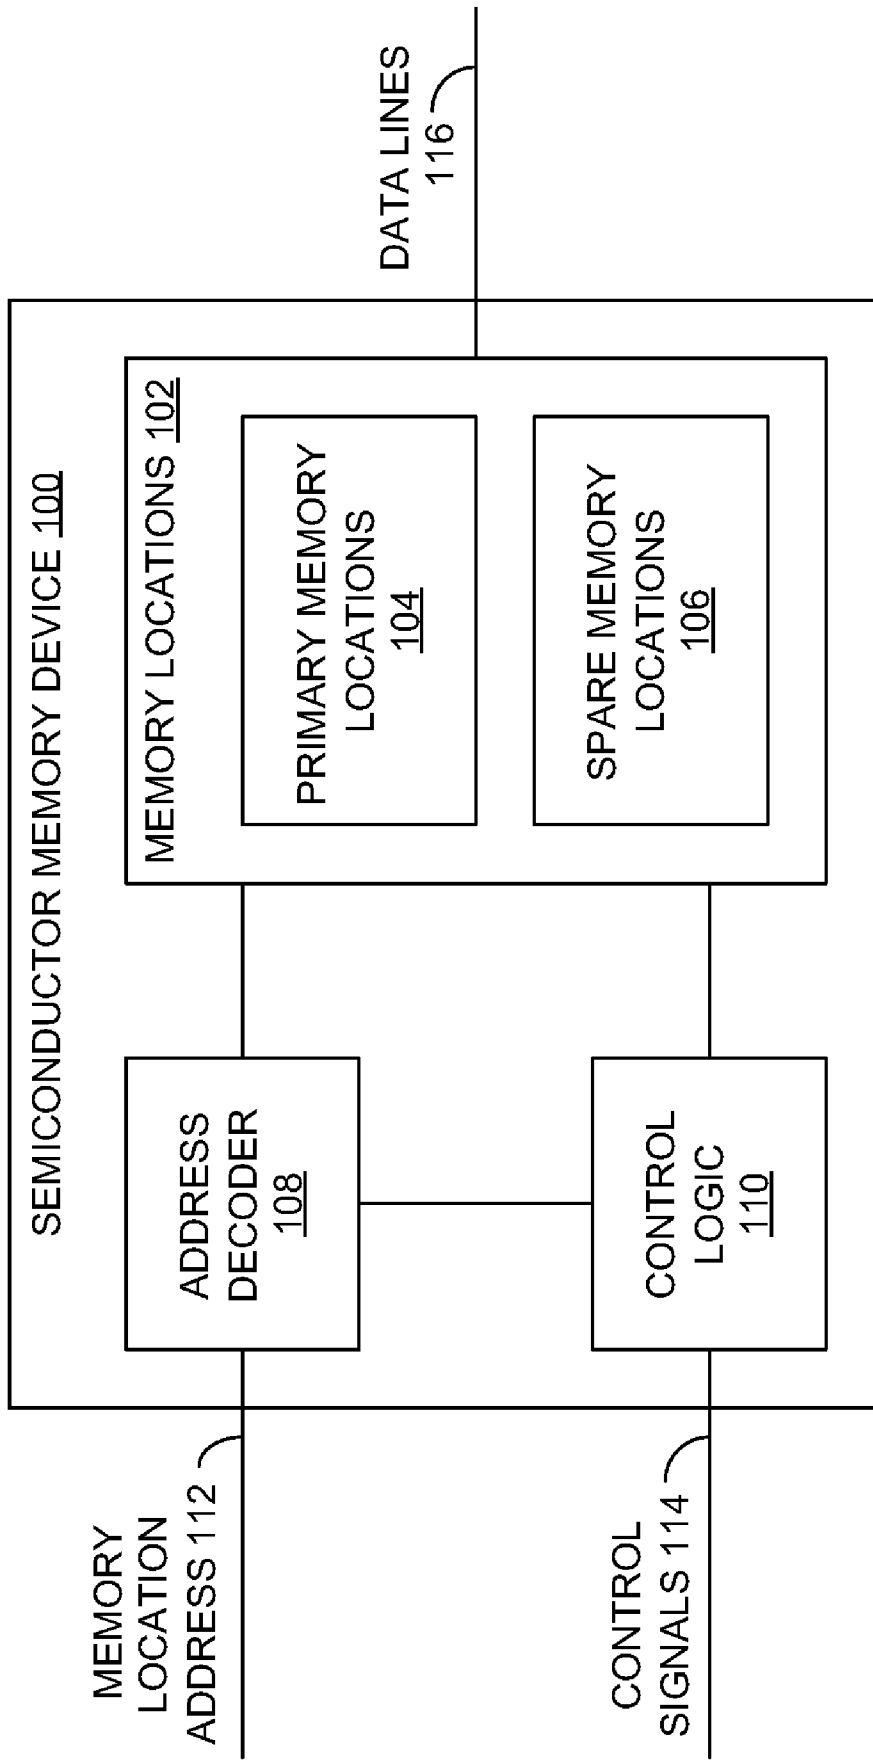 SEMICONDUCTOR MEMORY DEVICE 100
MEMORY
LOCATION
ADDRESS 112
ADDRESS
DECODER
108
MEMORY LOCATIONS 102
PRIMARY MEMORY
LOCATIONS
104
DATA LINES
116
CONTROL
SIGNALS 114
CONTROL
LOGIC
110
SPARE MEMORY
LOCATIONS
106